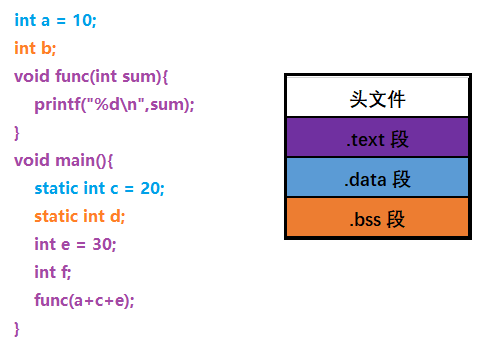 int a = 10;
int b;
void func(int sum){
printf("%d\n",sum);
}
void main(){
static int c = 20;
static int d;
int e = 30;
int f;
func(a+c+e);
}
头文件
.text 段
.data 段
.bss 段